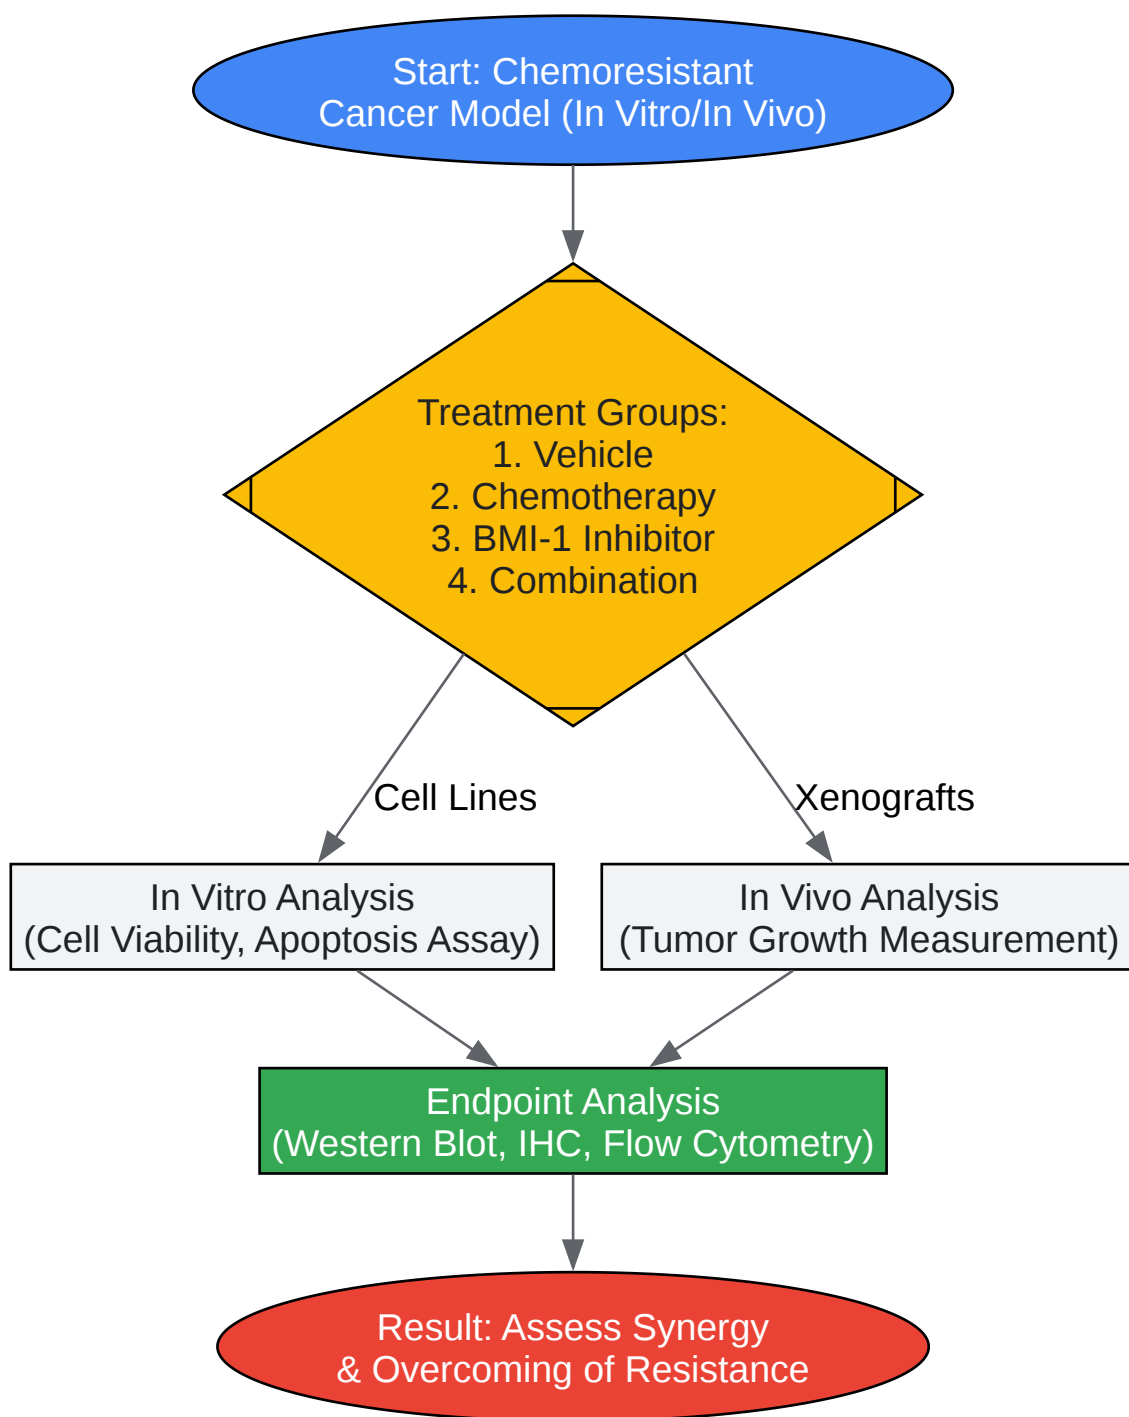 Start: Chemoresistant
Cancer Model (In Vitro/In Vivo)
Treatment Groups:
1. Vehicle
2. Chemotherapy
3. BMI-1 Inhibitor
4. Combination
Cell Lines
Xenografts
In Vitro Analysis
(Cell Viability, Apoptosis Assay)
In Vivo Analysis
(Tumor Growth Measurement)
Endpoint Analysis
(Western Blot, IHC, Flow Cytometry)
Result: Assess Synergy
& Overcoming of Resistance